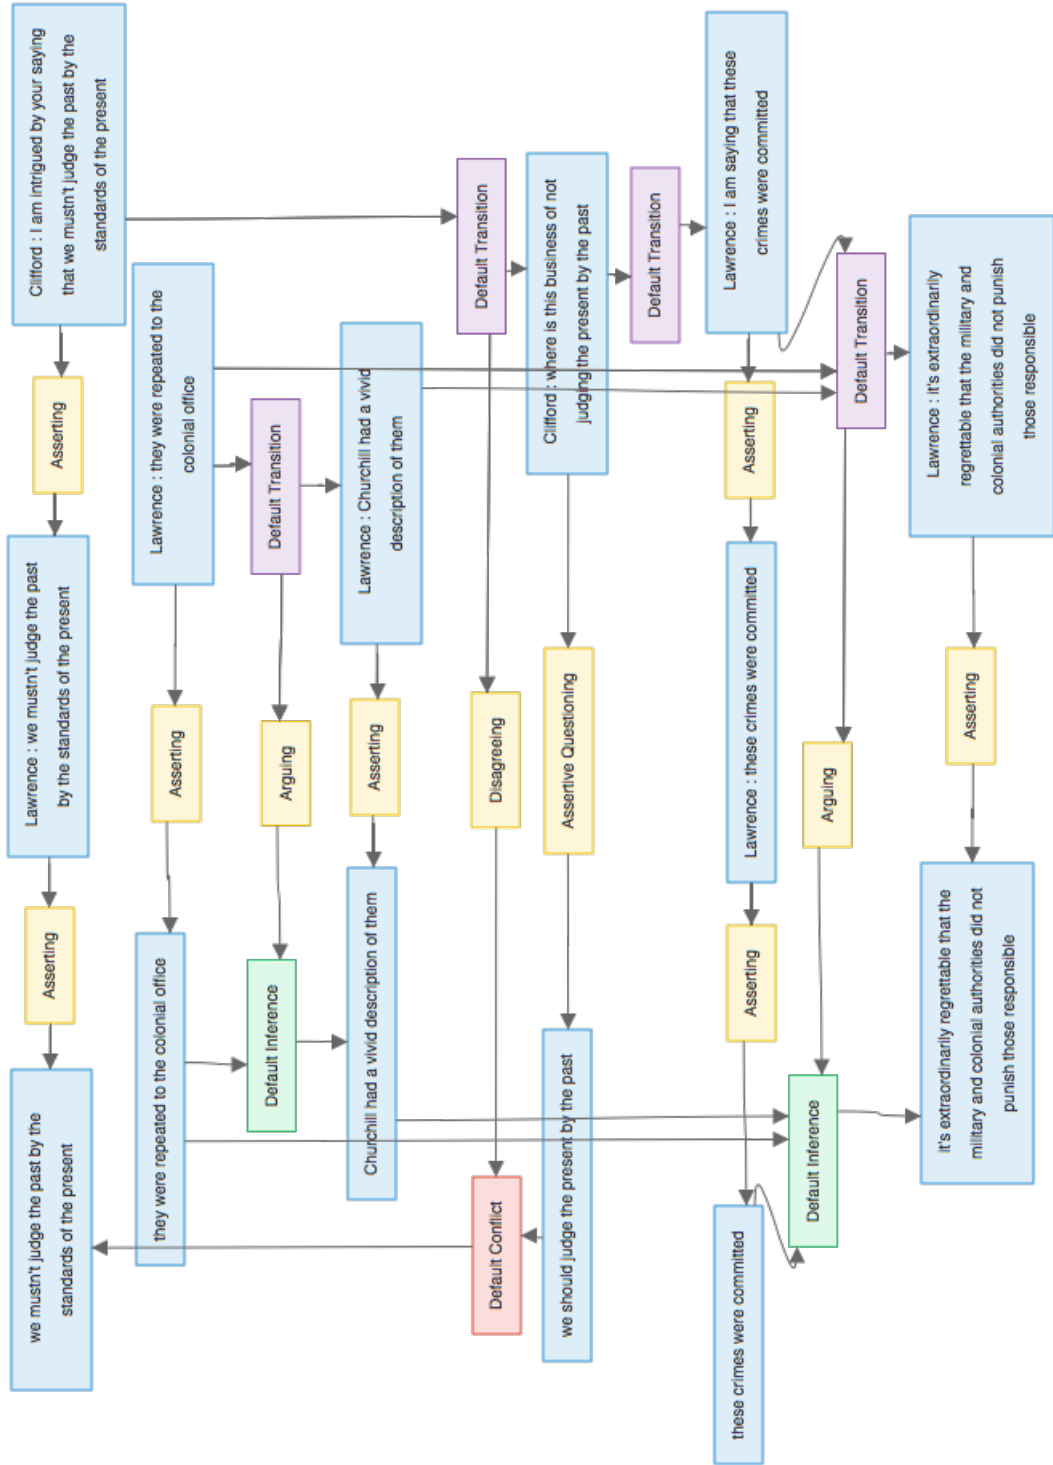 we mustn't judge the past by the
standards of the present
Asserting
Lawrence : we mustn't judge the past
by the standards of the present
Asserting
Clifford : I am intrigued by your saying
that we mustn't judge the past by the
standards of the present
they were repeated to the colonial office
Asserting
Lawrence : they were repeated to the
colonial office
Default Inference
Arguing
Default Transition
Churchill had a vivid description of them
Asserting
Lawrence : Churchill had a vivid
description of them
Default Conflict
Disagreeing
Default Transition
we should judge the present by the past
Assertive Questioning
Clifford : where is this business of not
judging the present by the past
Default Transition
these crimes were committed
Asserting
Lawrence : these crimes were committed
Asserting
Lawrence : I am saying that these
crimes were committed
Default Inference
Arguing
Default Transition
it's extraordinarily regrettable that the
military and colonial authorities did not
punish those responsible
Asserting
Lawrence : it's extraordinarily
regrettable that the military and
colonial authorities did not punish
those responsible